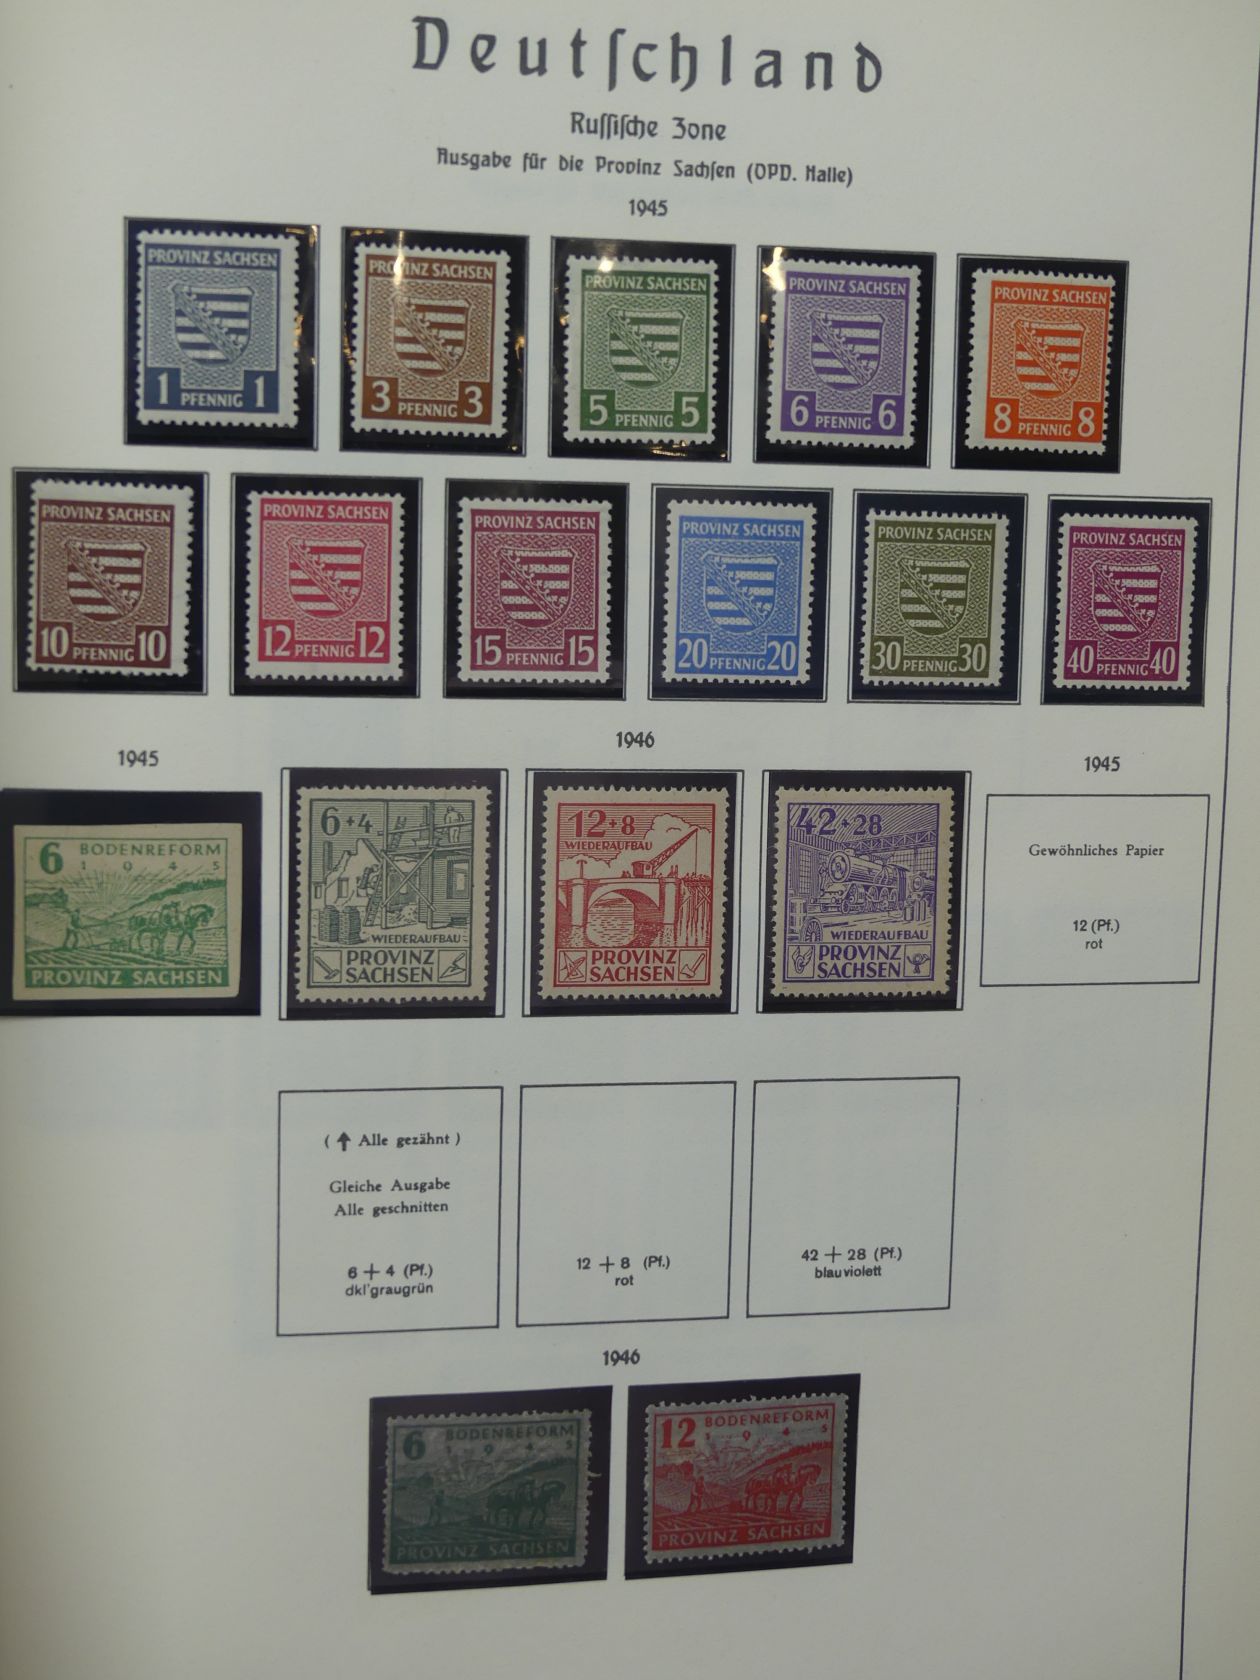 Deutſchland
Ruſſiſche Zone
Ausgabe für die Provinz Sachſen (OPD. Halle)
1945
PROVINZ SACHSEN
1 PFENNIG 1
PROVINZ SACHSEN
3 PFENNIG 3
PROVINZ SACHSEN
5 PFENNIG 5
PROVINZ SACHSEN
6 PFENNIG 6
PROVINZ SACHSEN
8 PFENNIG 8
PROVINZ SACHSEN
10 PFENNIG 10
PROVINZ SACHSEN
12 PFENNIG 12
PROVINZ SACHSEN
15 PFENNIG 15
PROVINZ SACHSEN
20 PFENNIG 20
PROVINZ SACHSEN
30 PFENNIG 30
PROVINZ SACHSEN
40 PFENNIG 40
1945
1946
1945
6 BODENREFORM
1945
PROVINZ SACHSEN
6+4
WIEDERAUFBAU
PROVINZ
SACHSEN
12+8
WIEDERAUFBAU
PROVINZ
SACHSEN
42+28
WIEDERAUFBAU
PROVINZ
SACHSEN
Gewöhnliches Papier
12 (Pf.)
rot
(↑ Alle gezähnt)
Gleiche Ausgabe
Alle geschnitten
6 + 4 (Pf.)
dkl'graugrün
12 + 8 (Pf.)
rot
42 + 28 (Pf.)
blauviolett
1946
6 BODENREFORM
1945
PROVINZ SACHSEN
12 BODENREFORM
1945
PROVINZ SACHSEN